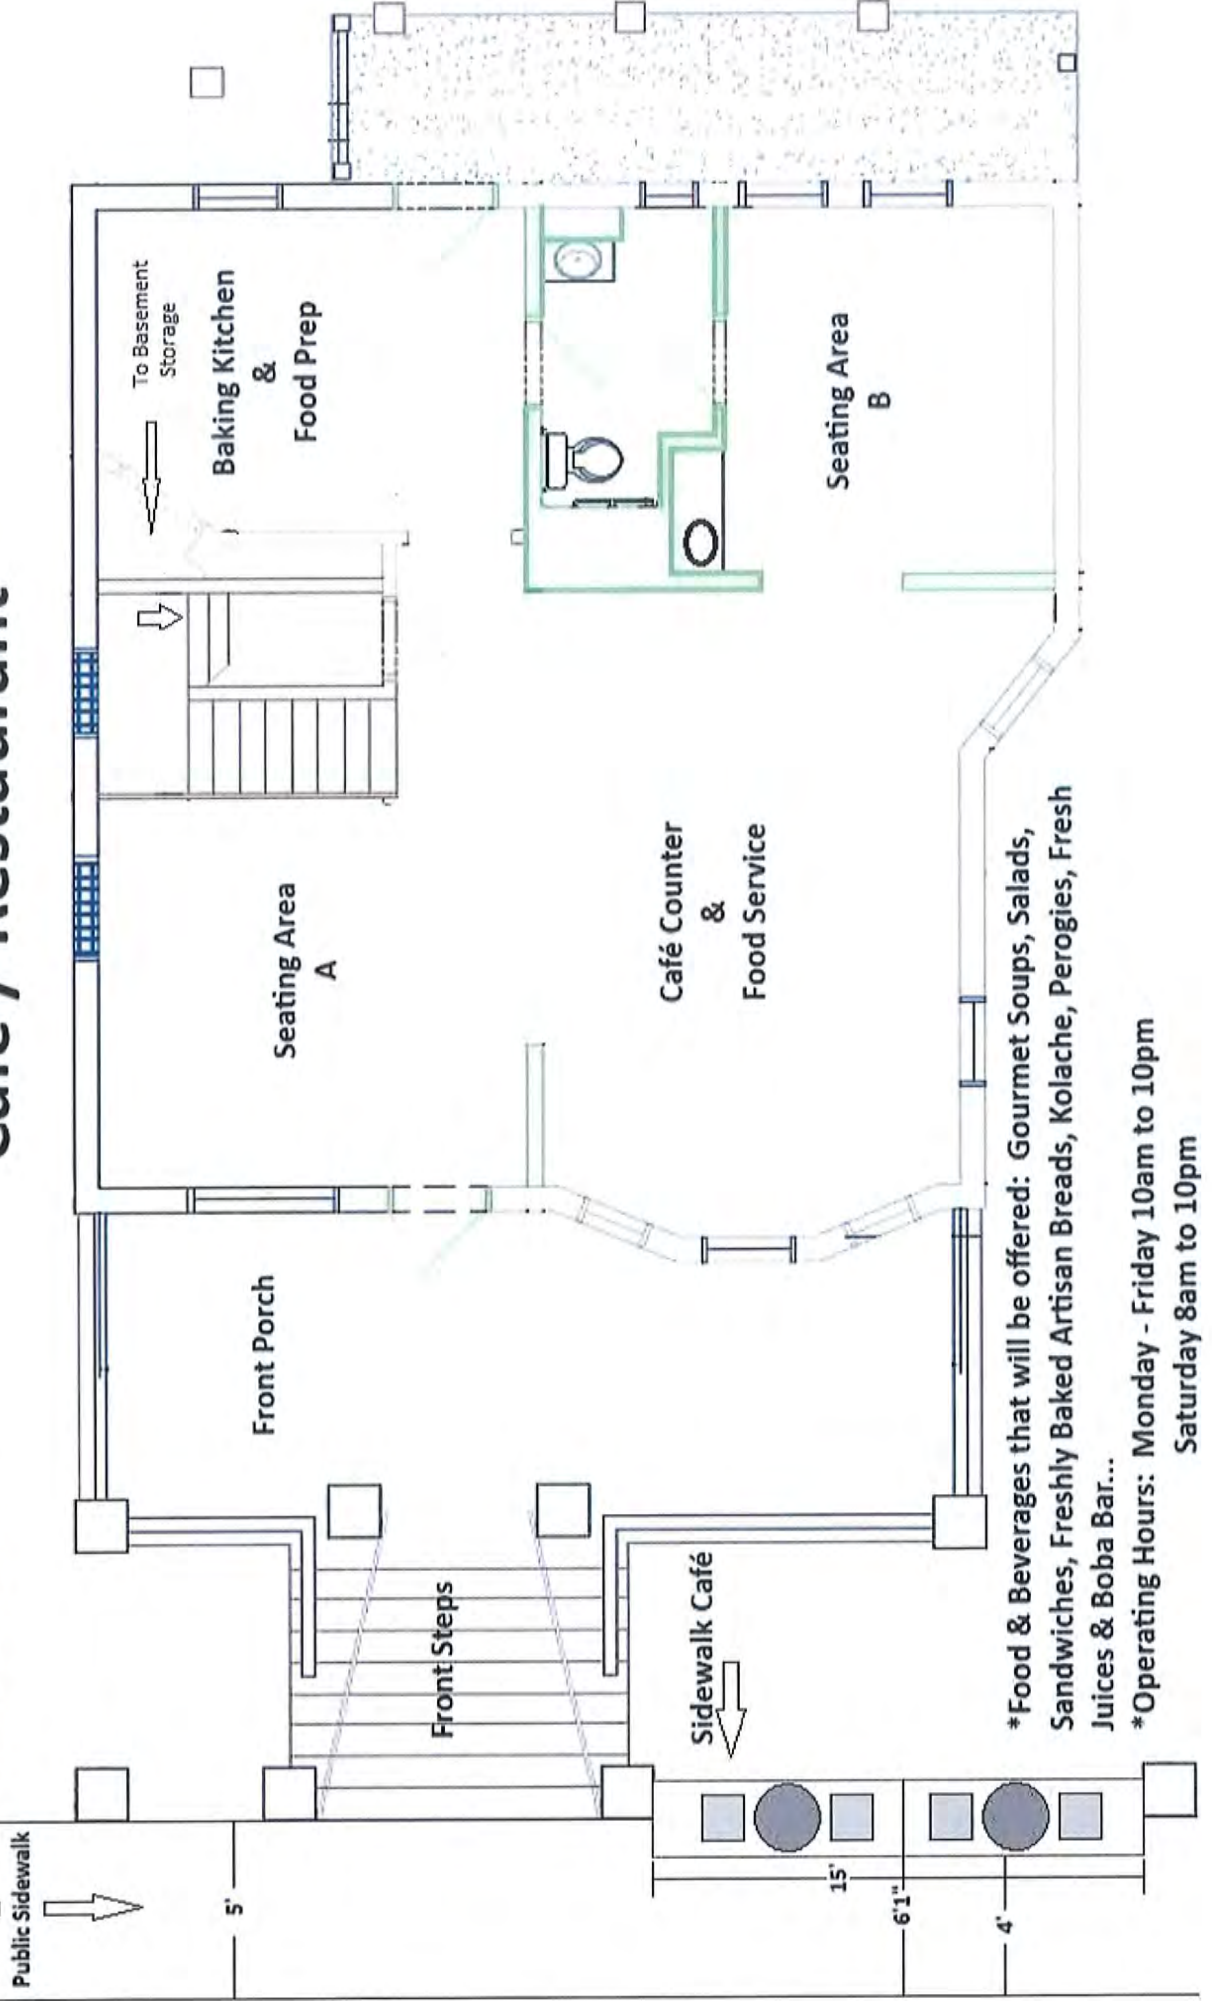 Café / Restaurant
To Basement
Storage
Baking Kitchen
&
Food Prep
Seating Area
B
Seating Area
A
Café Counter
&
Food Service
Front Porch
Front Steps
Sidewalk Café
Public Sidewalk
5'
15'
6'1"
4'
*Food & Beverages that will be offered: Gourmet Soups, Salads,
Sandwiches, Freshly Baked Artisan Breads, Kolache, Perogies, Fresh
Juices & Boba Bar...
*Operating Hours: Monday - Friday 10am to 10pm
Saturday 8am to 10pm